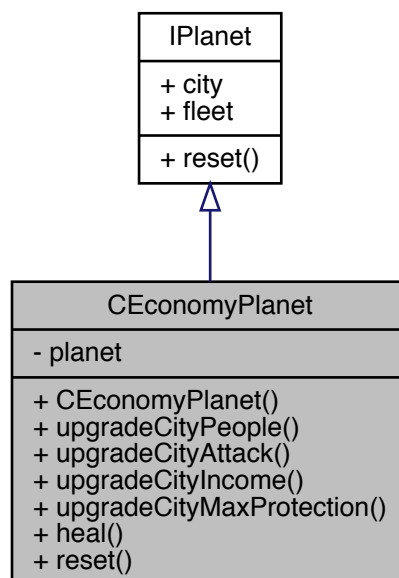 IPlanet
+ city
+ fleet
+ reset()
CEconomyPlanet
- planet
+ CEconomyPlanet()
+ upgradeCityPeople()
+ upgradeCityAttack()
+ upgradeCityIncome()
+ upgradeCityMaxProtection()
+ heal()
+ reset()